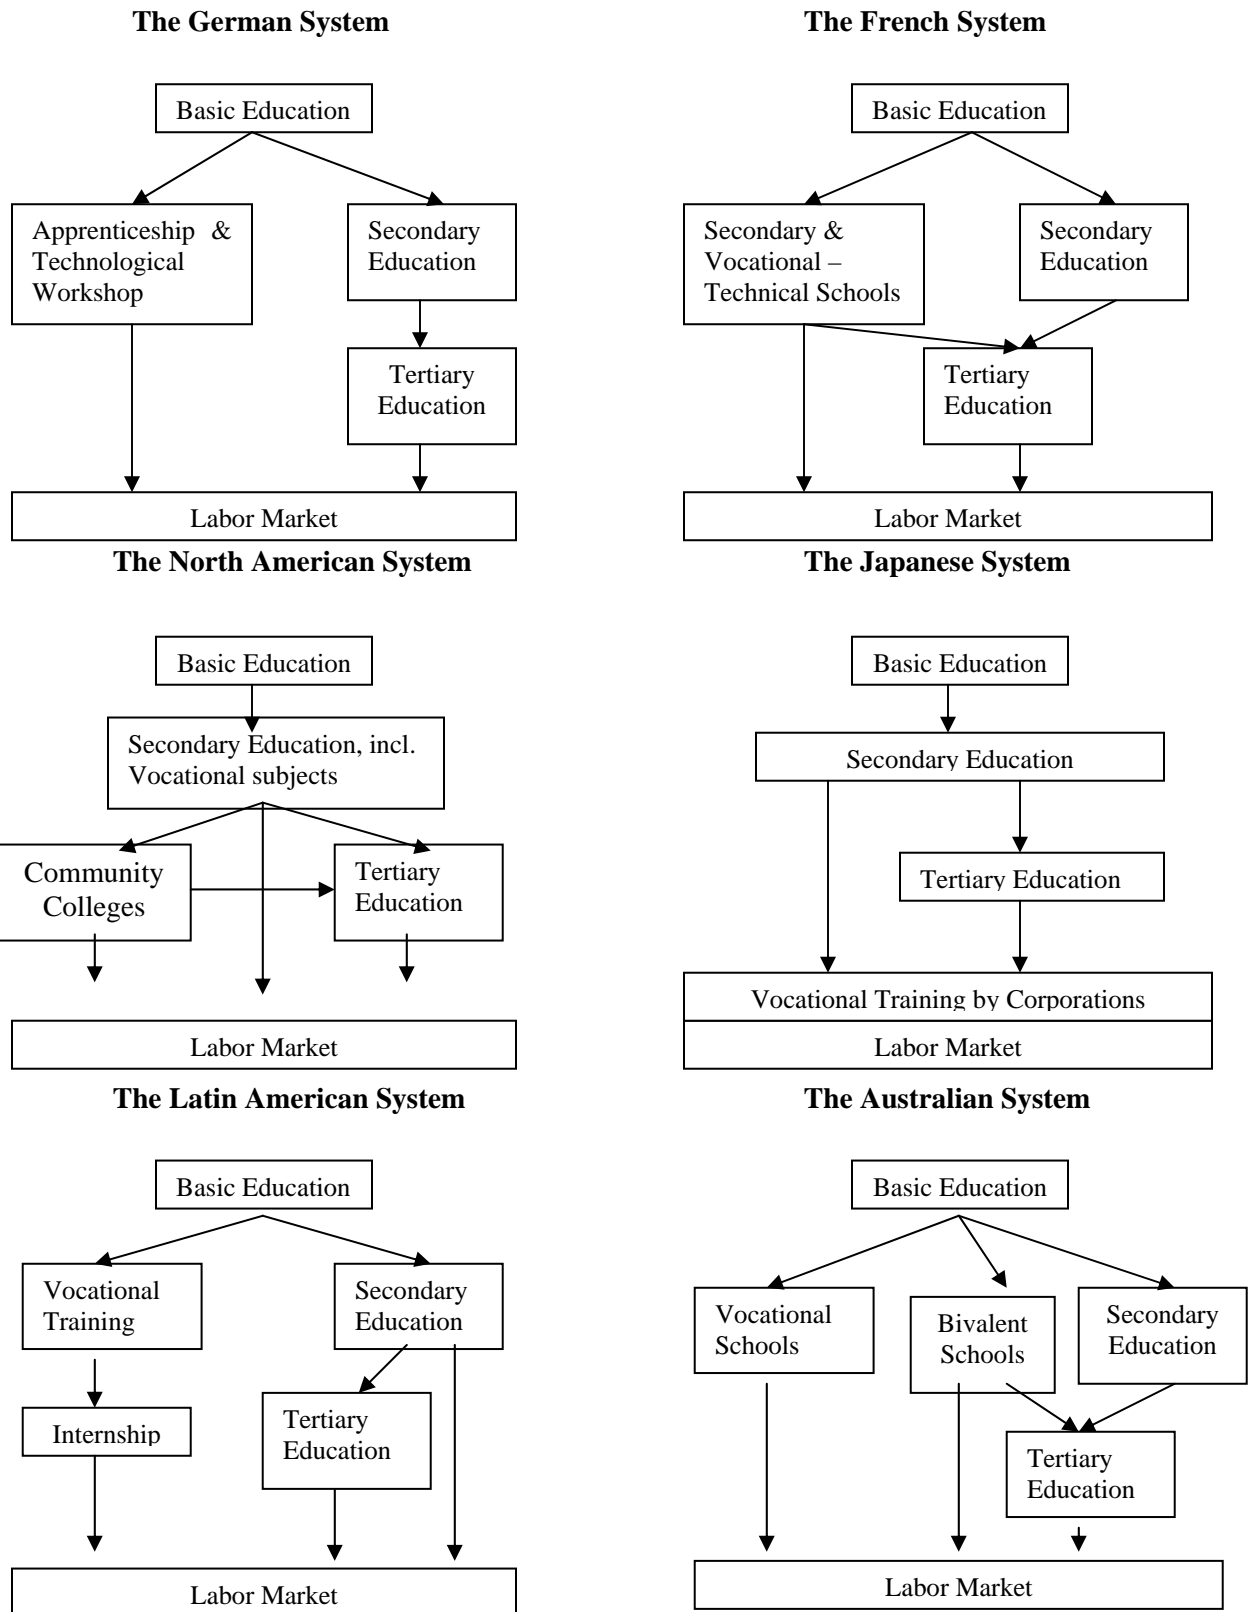 The German System
Basic Education
Apprenticeship &
Technological
Workshop
Secondary
Education
Tertiary
Education
Labor Market
The French System
Basic Education
Secondary &
Vocational –
Technical Schools
Secondary
Education
Tertiary
Education
Labor Market
The North American System
Basic Education
Secondary Education, incl.
Vocational subjects
Community
Colleges
Tertiary
Education
Labor Market
The Japanese System
Basic Education
Secondary Education
Tertiary Education
Vocational Training by Corporations
Labor Market
The Latin American System
Basic Education
Vocational
Training
Secondary
Education
Internship
Tertiary
Education
Labor Market
The Australian System
Basic Education
Vocational
Schools
Bivalent
Schools
Secondary
Education
Tertiary
Education
Labor Market